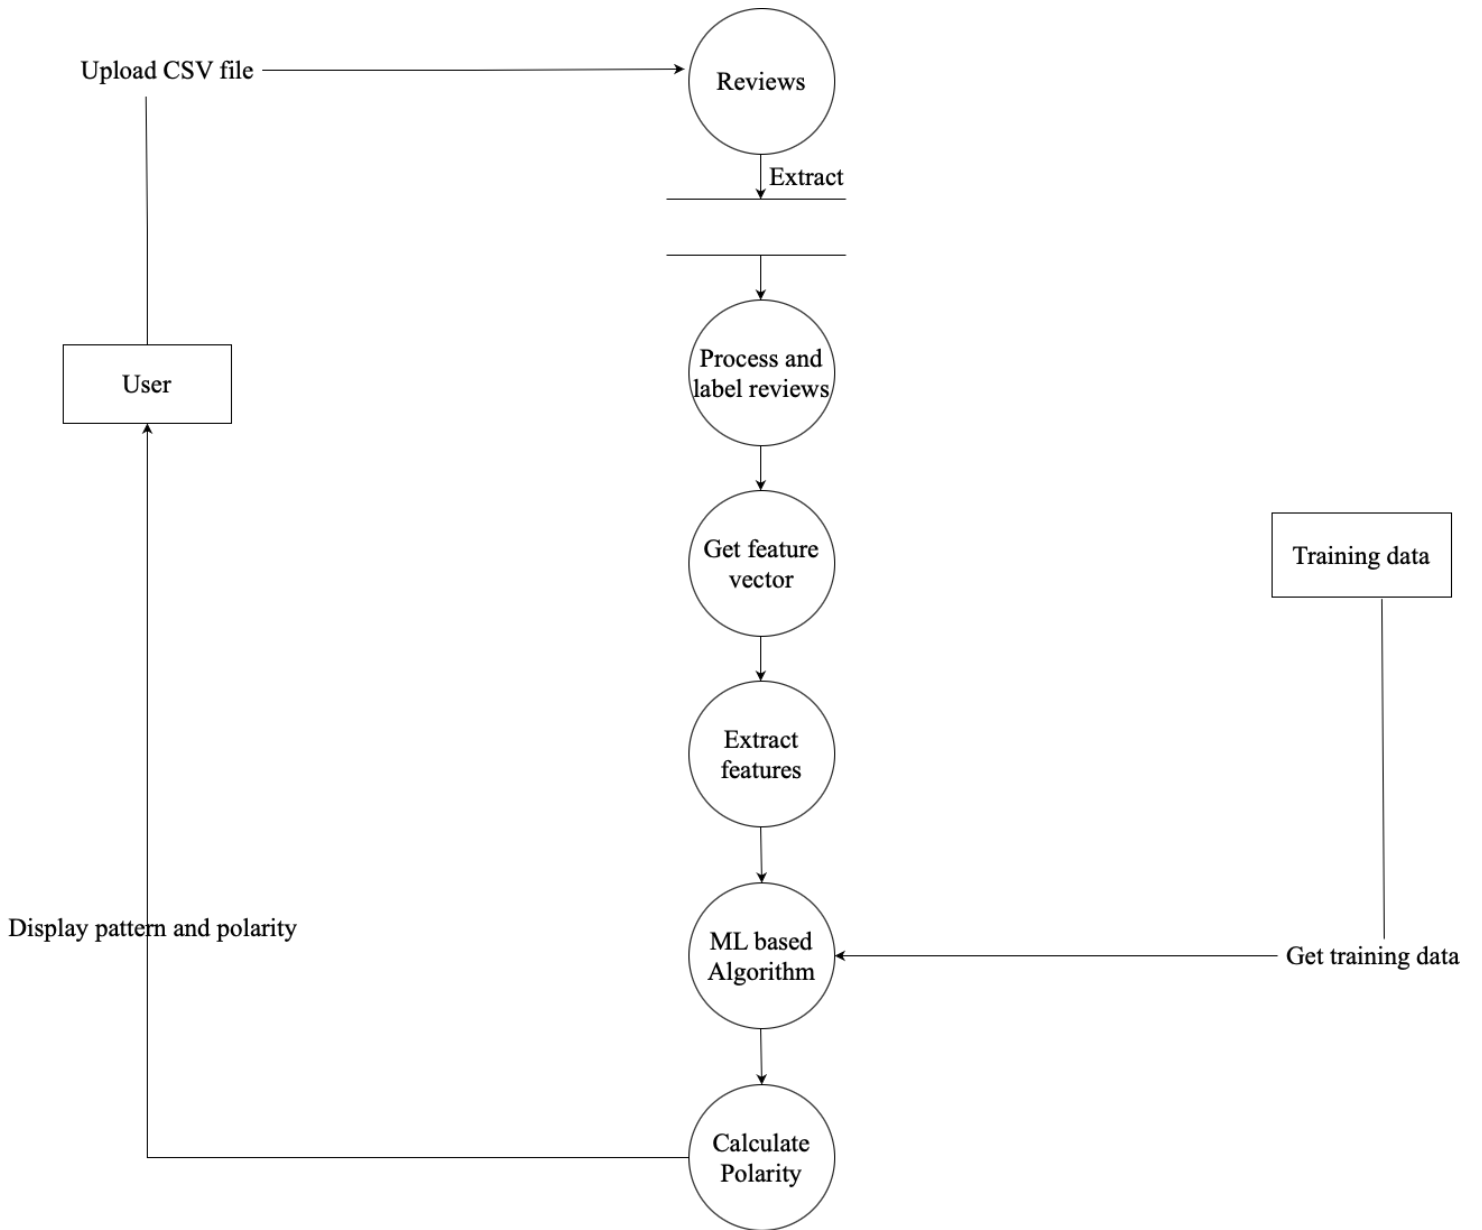 Upload CSV file
Reviews
Extract
Process and
label reviews
User
Get feature
vector
Training data
Extract
features
Display pattern and polarity
ML based
Algorithm
Get training data
Calculate
Polarity